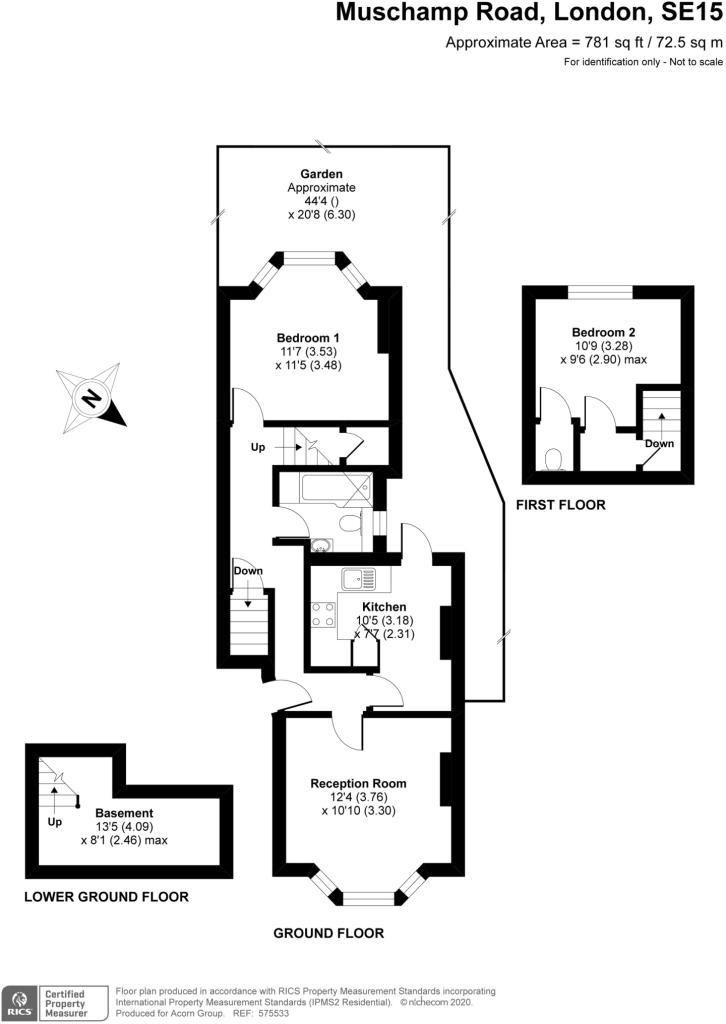 Muschamp Road, London, SE15
Approximate Area = 781 sq ft / 72.5 sq m
For identification only - Not to scale
Garden
Approximate
44'4 ()
x 20'8 (6.30)
Bedroom 1
11'7 (3.53)
x 11'5 (3.48)
Up
Down
Kitchen
10'5 (3.18)
x 7'7 (2.31)
Reception Room
12'4 (3.76)
x 10'10 (3.30)
GROUND FLOOR
N
Bedroom 2
10'9 (3.28)
x 9'6 (2.90) max
Down
FIRST FLOOR
Basement
13'5 (4.09)
x 8'1 (2.46) max
Up
LOWER GROUND FLOOR
RICS
Certified
Property
Measurer
Floor plan produced in accordance with RICS Property Measurement Standards incorporating
International Property Measurement Standards (IPMS2 Residential). © nichecom 2020.
Produced for Acorn Group. REF: 575533